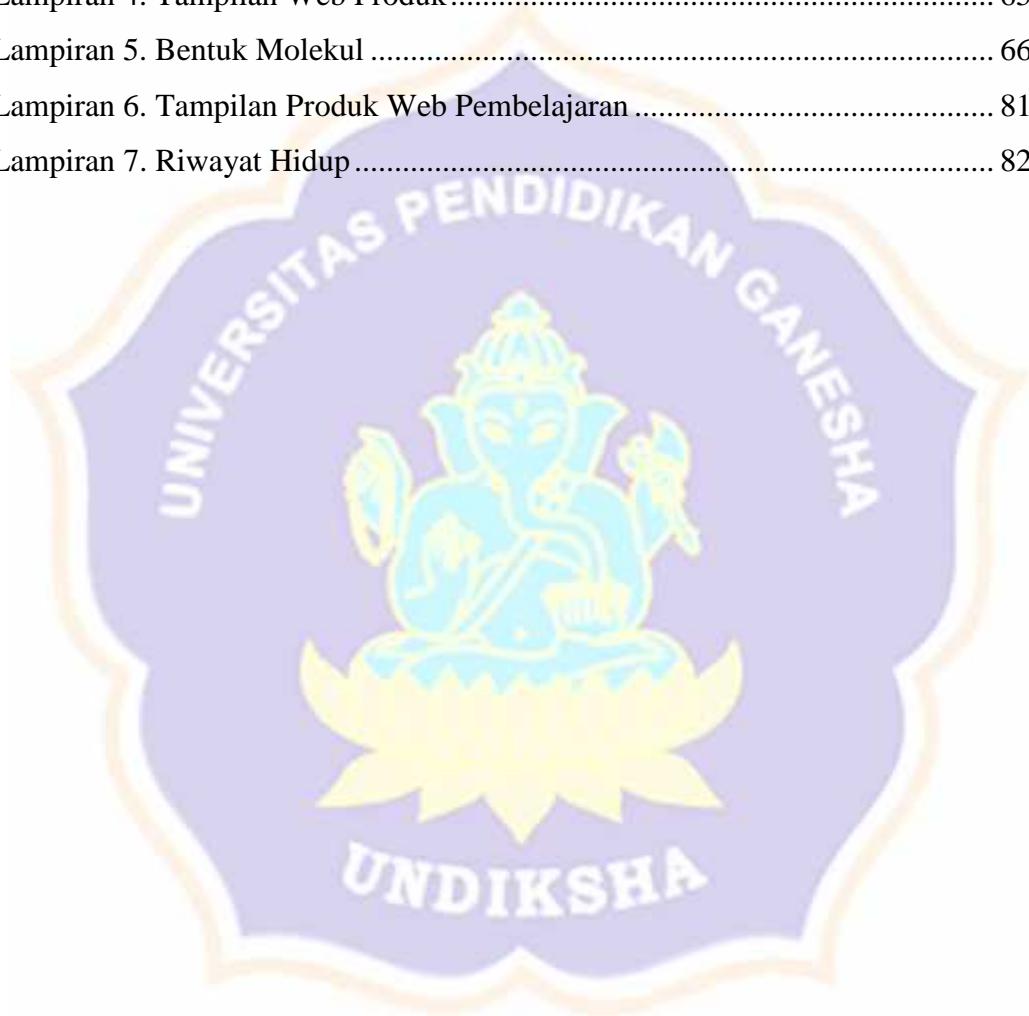 Lampiran 4. Tampilan Web Produk ........ 65
Lampiran 5. Bentuk Molekul ........ 66
Lampiran 6. Tampilan Produk Web Pembelajaran ........ 81
Lampiran 7. Riwayat Hidup ........ 82
UNIVERSITAS PENDIDIKAN GANESHA
UNDIKSHA